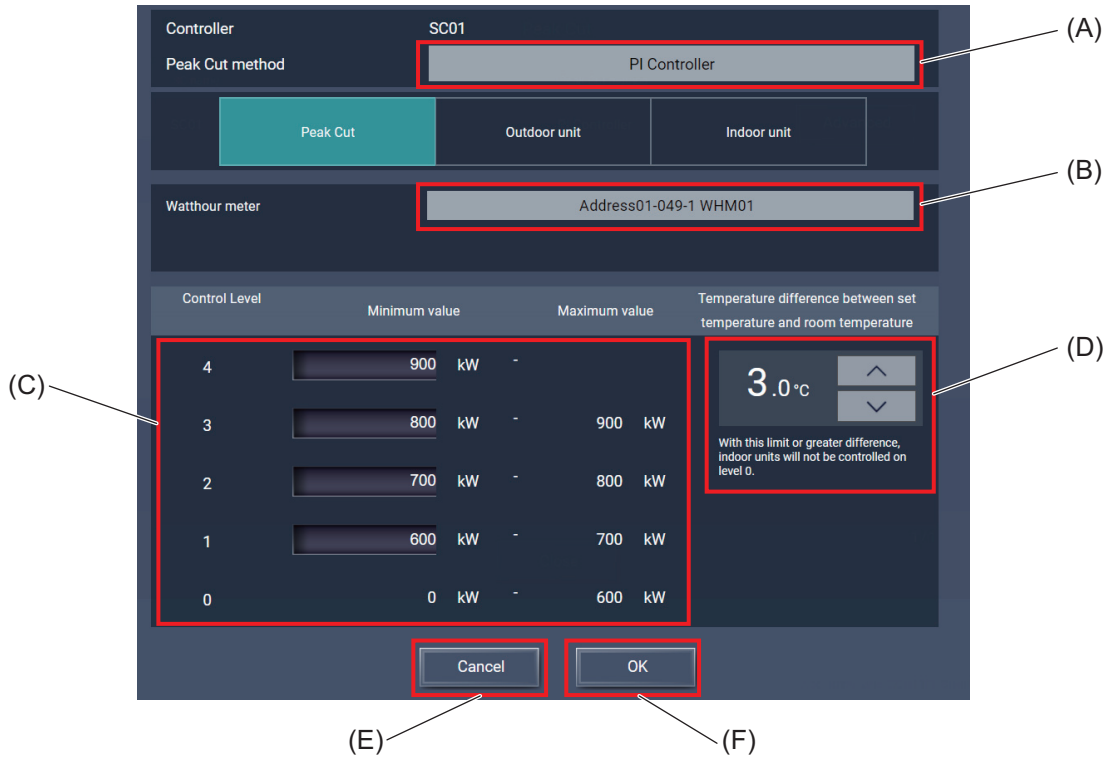 Controller SC01
(A)
Peak Cut method PI Controller
Peak Cut Outdoor unit Indoor unit
(B)
Watthour meter Address01-049-1 WHM01
Control Level Minimum value Maximum value Temperature difference between set
temperature and room temperature
(C)
(D)
4 900 kW -
3 800 kW - 900 kW
2 700 kW - 800 kW
1 600 kW - 700 kW
0 0 kW - 600 kW
3.0°C
With this limit or greater difference,
indoor units will not be controlled on
level 0.
Cancel OK
(E) (F)